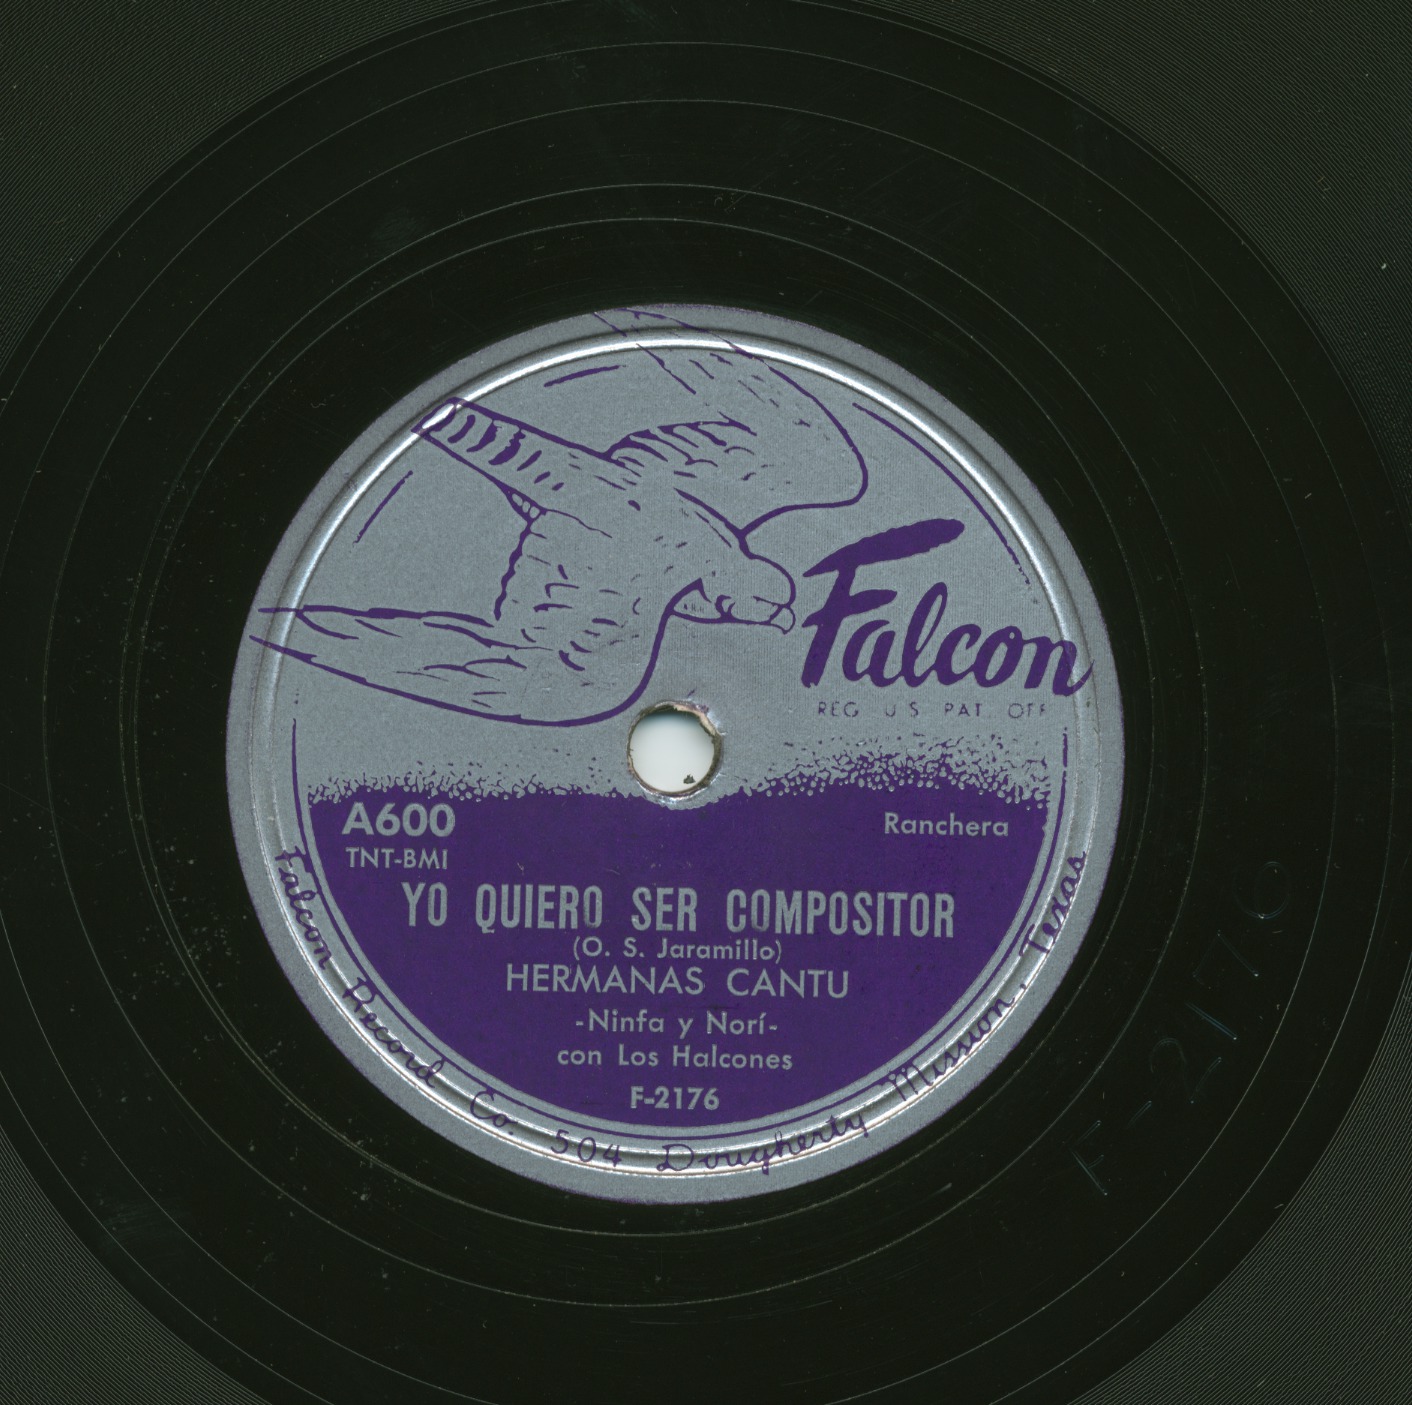 Falcon
REG U S PAT OFF
A600
Ranchera
TNT-BMI
YO QUIERO SER COMPOSITOR
(O. S. Jaramillo)
HERMANAS CANTU
-Ninfa y Norí-
con Los Halcones
F-2176
Falcon Record Co. 504 Dougherty Mission, Texas
F-2176